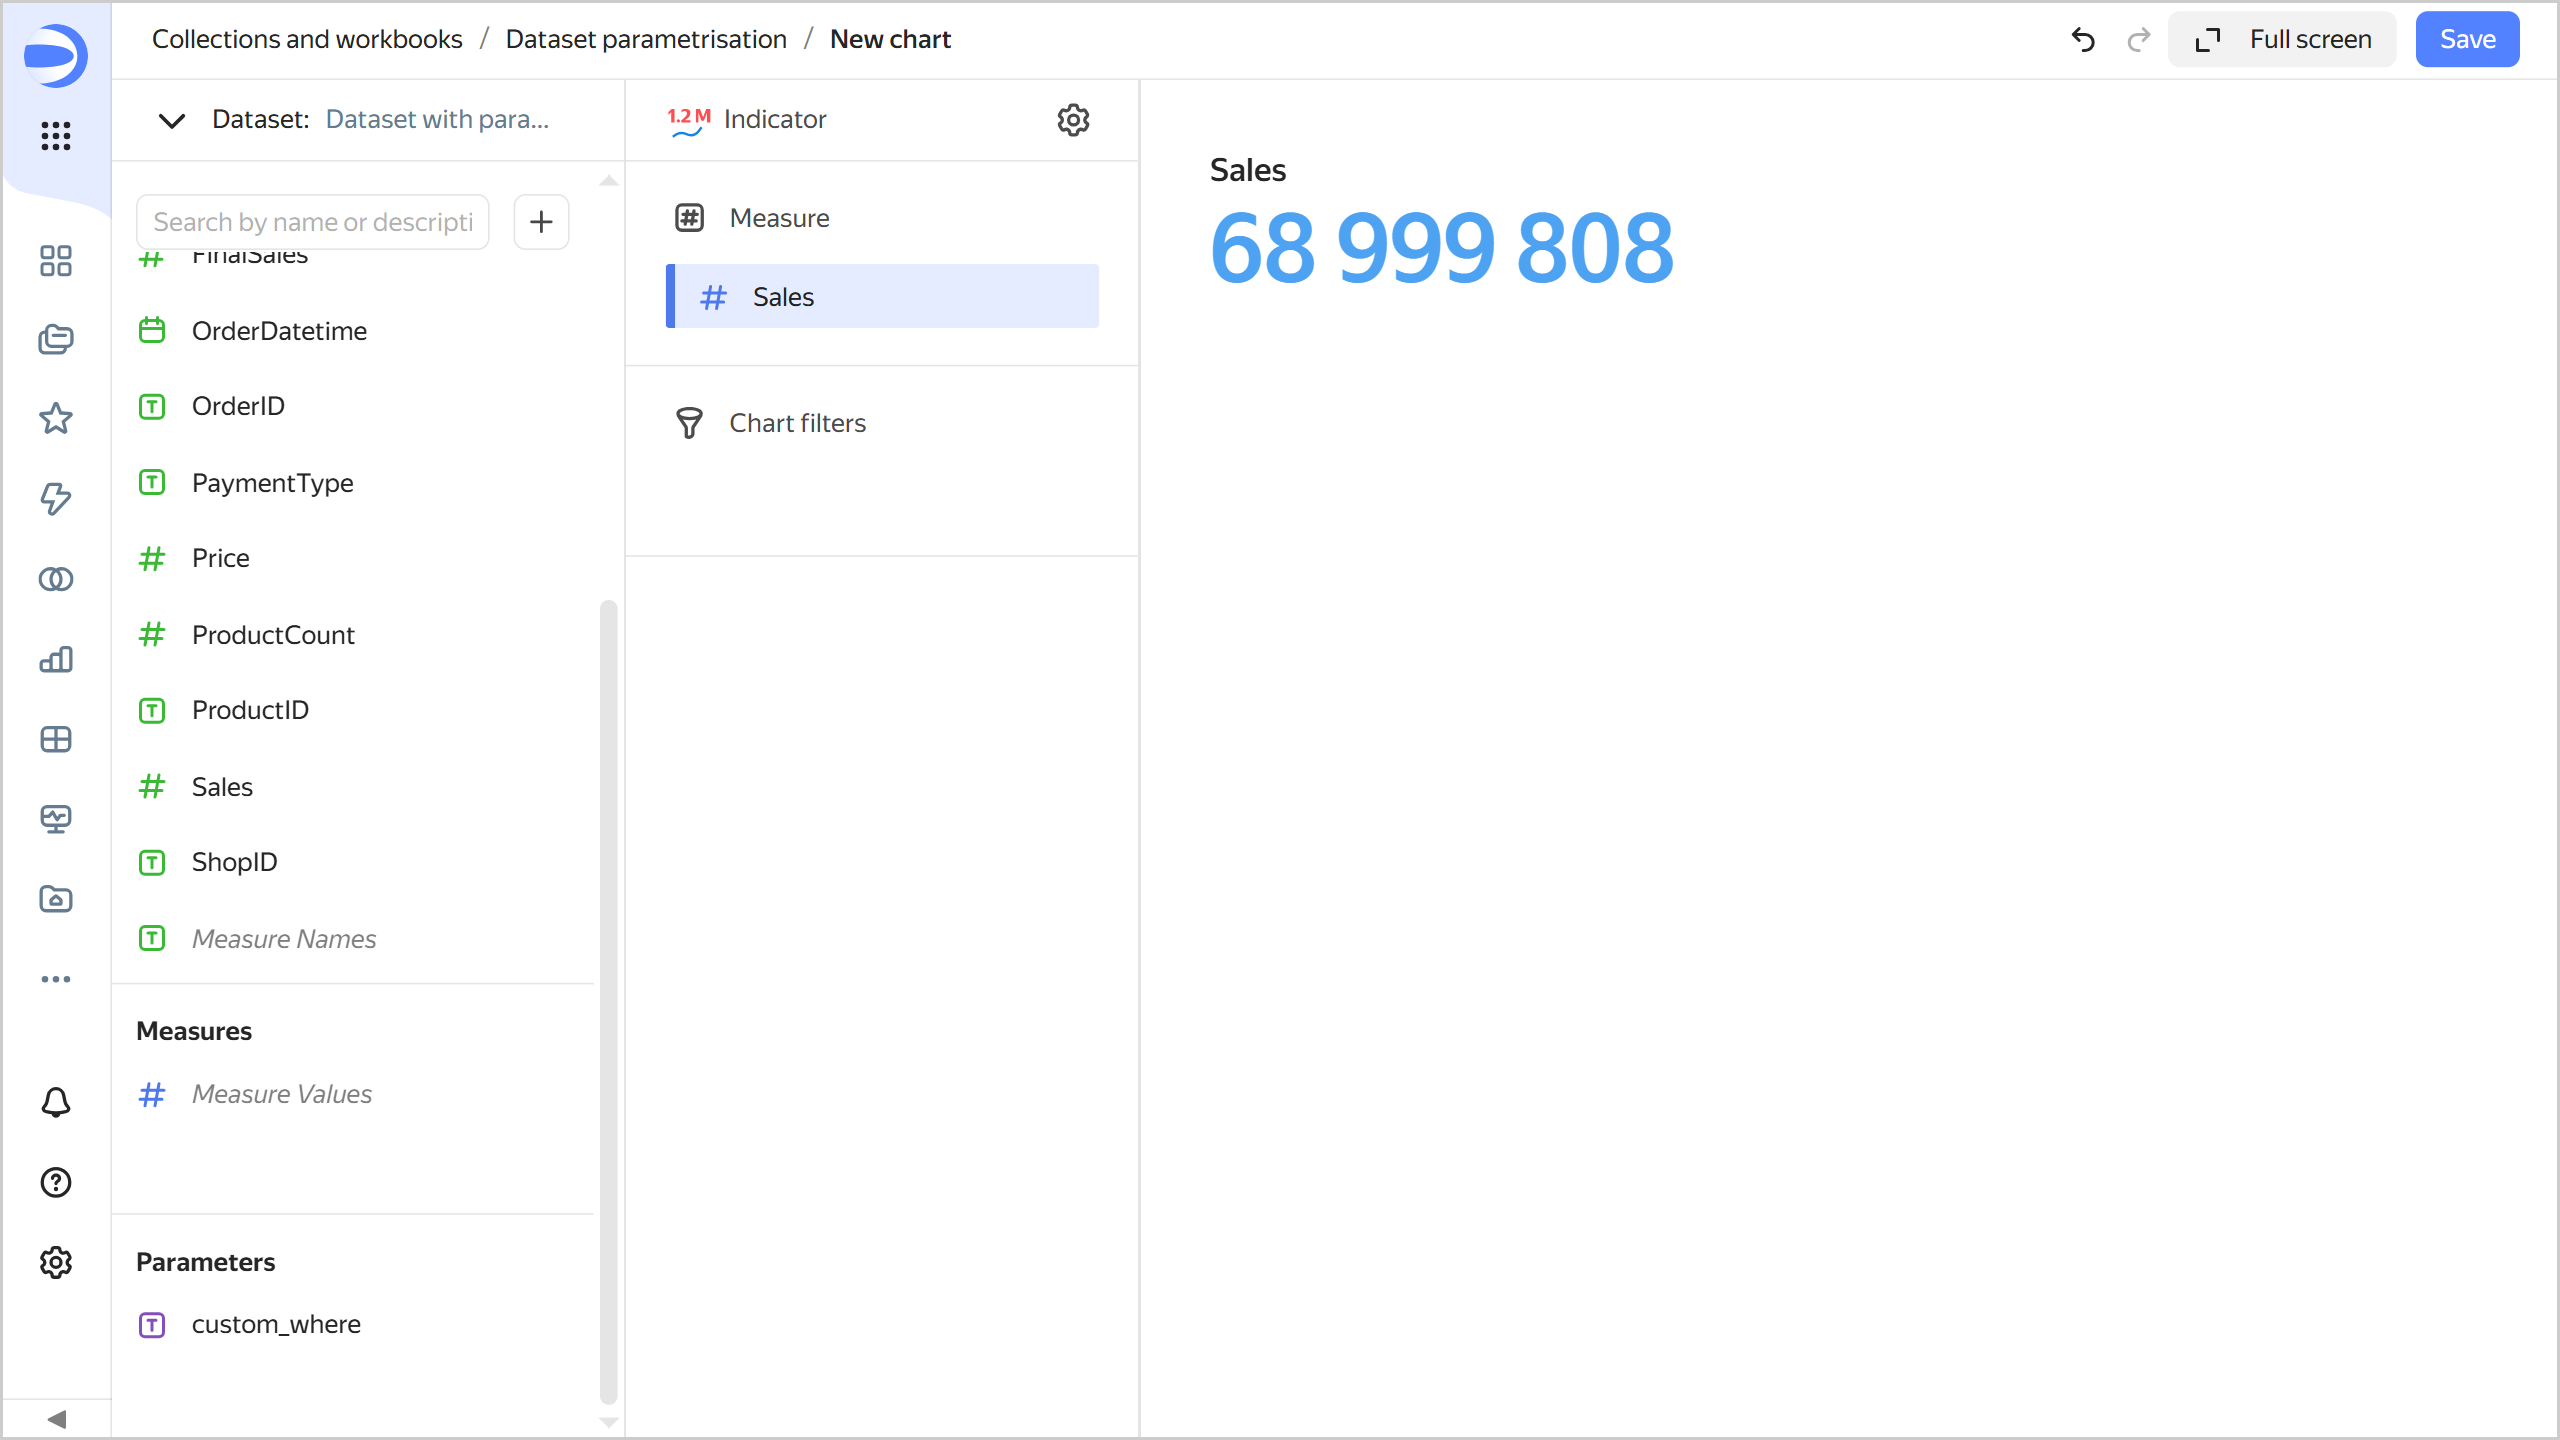 Collections and workbooks / Dataset parametrisation / New chart
Full screen
Save
Dataset: Dataset with para...
Search by name or descripti
FinalSales
OrderDatetime
OrderID
PaymentType
Price
ProductCount
ProductID
Sales
ShopID
Measure Names
Measures
Measure Values
Parameters
custom_where
1.2 M Indicator
Measure
Sales
Chart filters
Sales
68 999 808